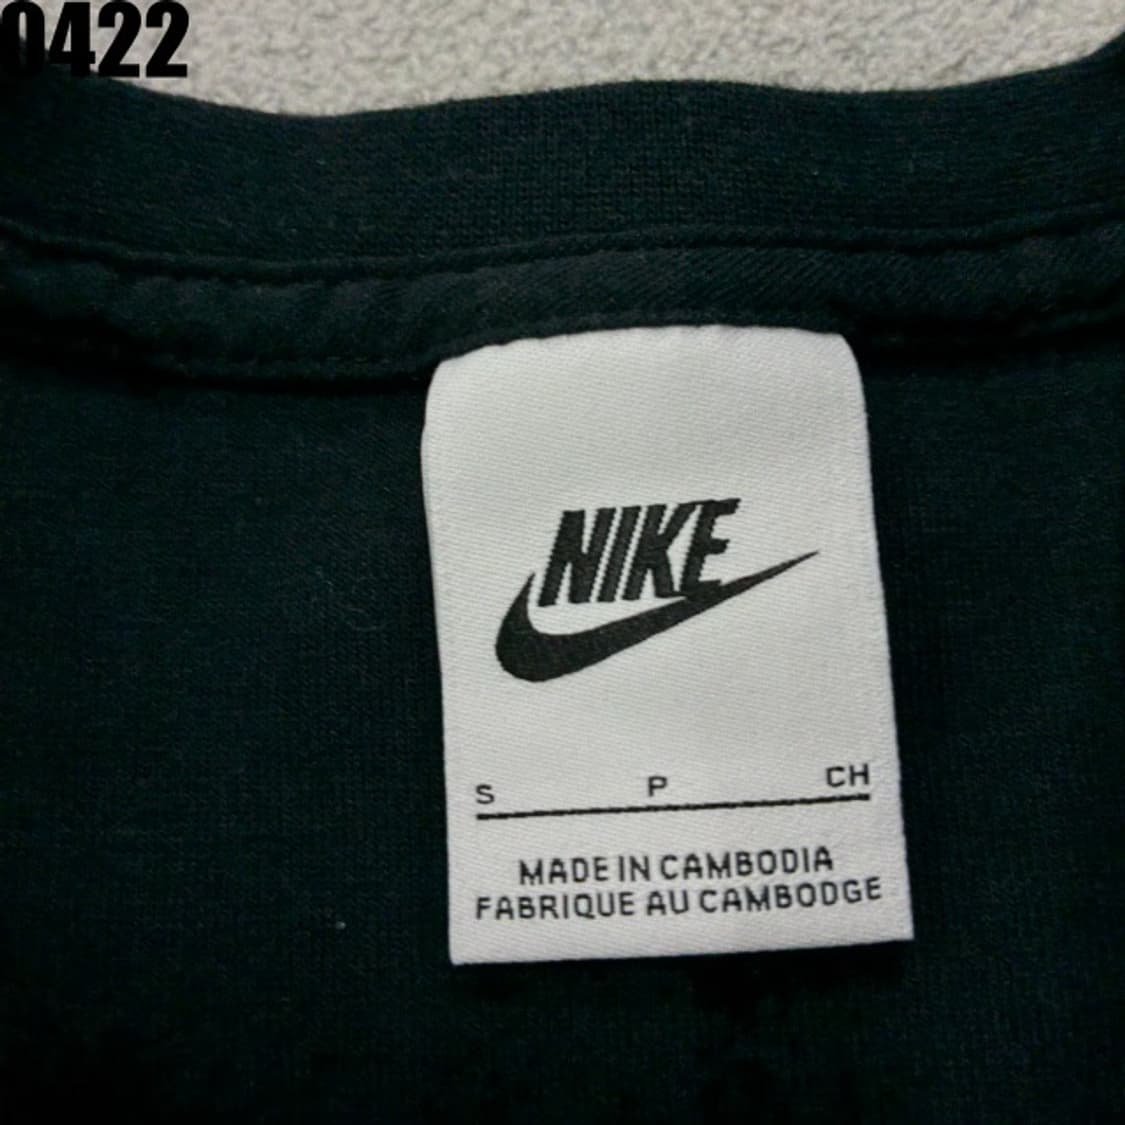 0422
NIKE
S P CH
MADE IN CAMBODIA
FABRIQUE AU CAMBODGE